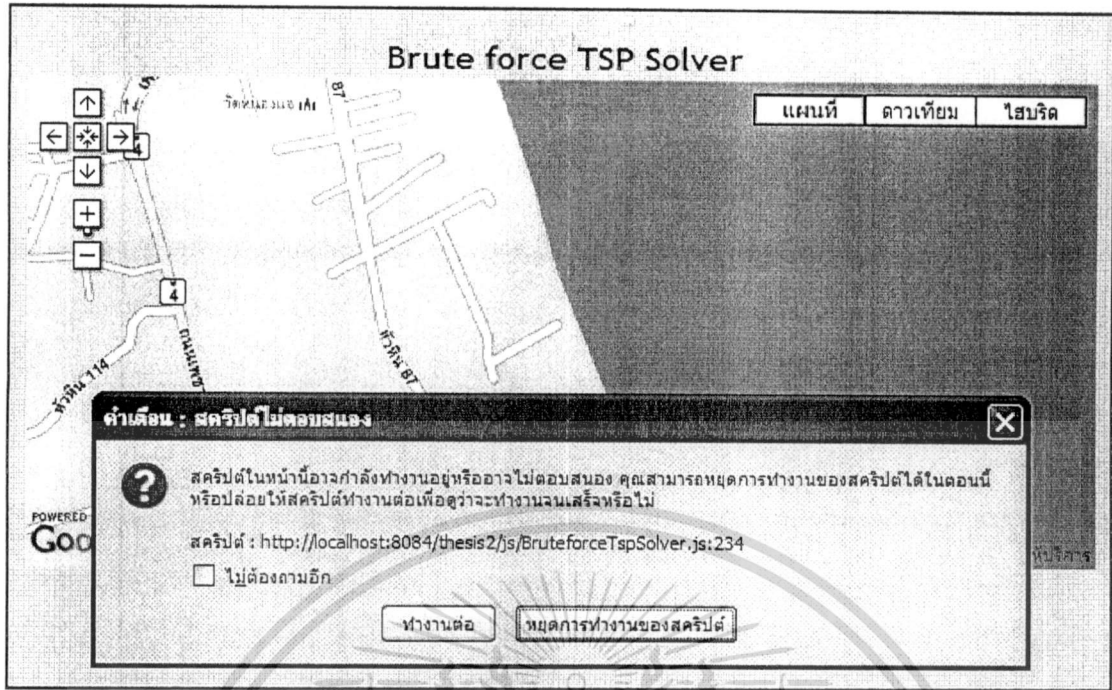 Brute force TSP Solver
แผนที่ ดาวเทียม ไฮบริด
87
4
4
หัวหิน 114
ถนนเพช
หัวหิน 87
POWERED
Goo
คำเตือน : สคริปต์ไม่ตอบสนอง
สคริปต์ในหน้านี้อาจกำลังทำงานอยู่หรืออาจไม่ตอบสนอง คุณสามารถหยุดการทำงานของสคริปต์ได้ในตอนนี้
หรือปล่อยให้สคริปต์ทำงานต่อเพื่อดูว่าจะทำงานจนเสร็จหรือไม่
สคริปต์ : http://localhost:8084/thesis2/js/BruteforceTspSolver.js:234
ห้บริการ
ไม่ต้องถามอีก
ทำงานต่อ หยุดการทำงานของสคริปต์